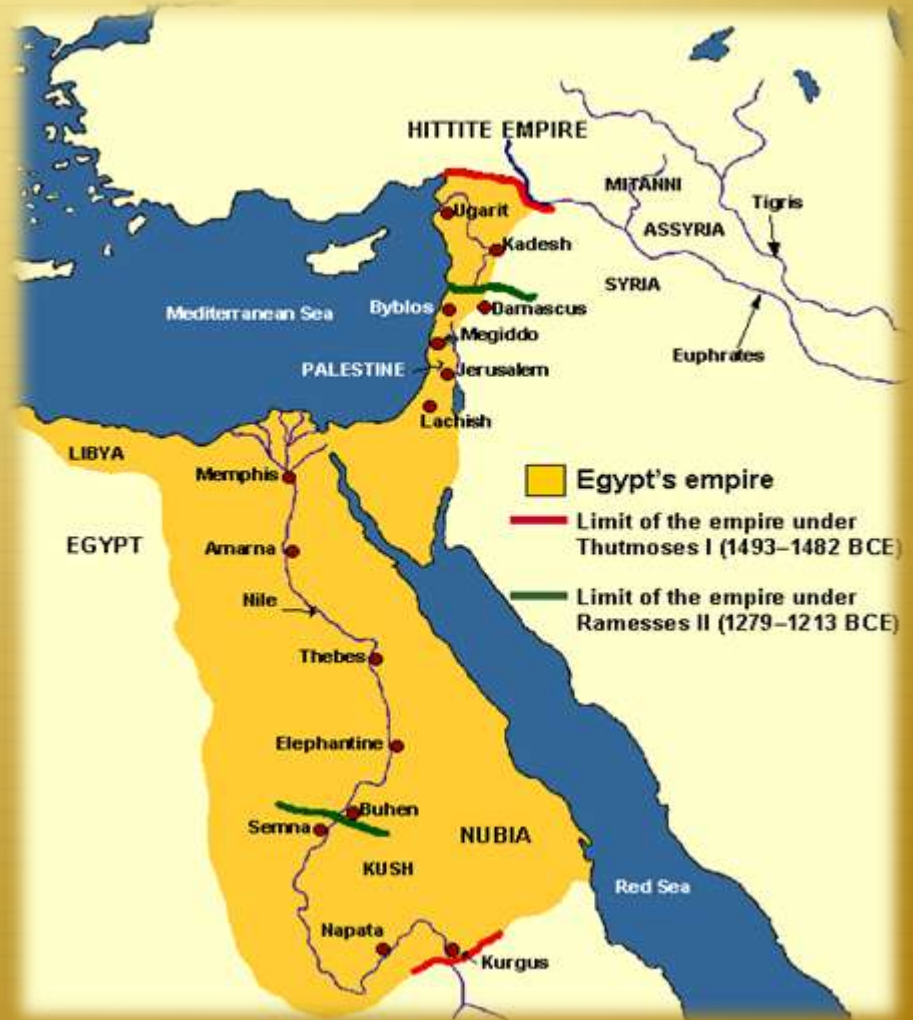 HITTITE EMPIRE
MITANNI
Tigris
Ugarit
ASSYRIA
Kadesh
SYRIA
Mediterranean Sea
Byblos
Damascus
Megiddo
Euphrates
PALESTINE
Jerusalem
Lachish
LIBYA
Memphis
EGYPT
Amarna
Nile
Thebes
Elephantine
Buhen
Semna
NUBIA
KUSH
Red Sea
Napata
Kurgus
Egypt's empire
Limit of the empire under
Thutmoses I (1493–1482 BCE)
Limit of the empire under
Ramesses II (1279–1213 BCE)